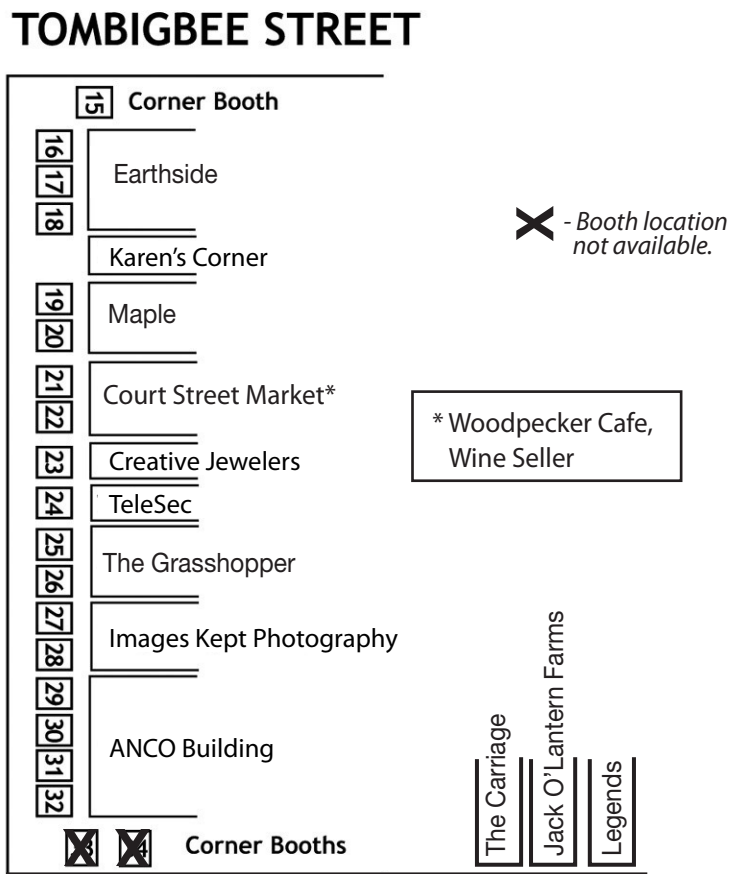 TOMBIGBEE STREET
15 Corner Booth
16
17
18
Earthside
X - Booth location
not available.
Karen's Corner
19
20
Maple
21
22
Court Street Market*
* Woodpecker Cafe,
Wine Seller
23 Creative Jewelers
24 TeleSec
25
26
The Grasshopper
27
28
Images Kept Photography
29
30
31
32
ANCO Building
The Carriage
Jack O'Lantern Farms
Legends
Corner Booths